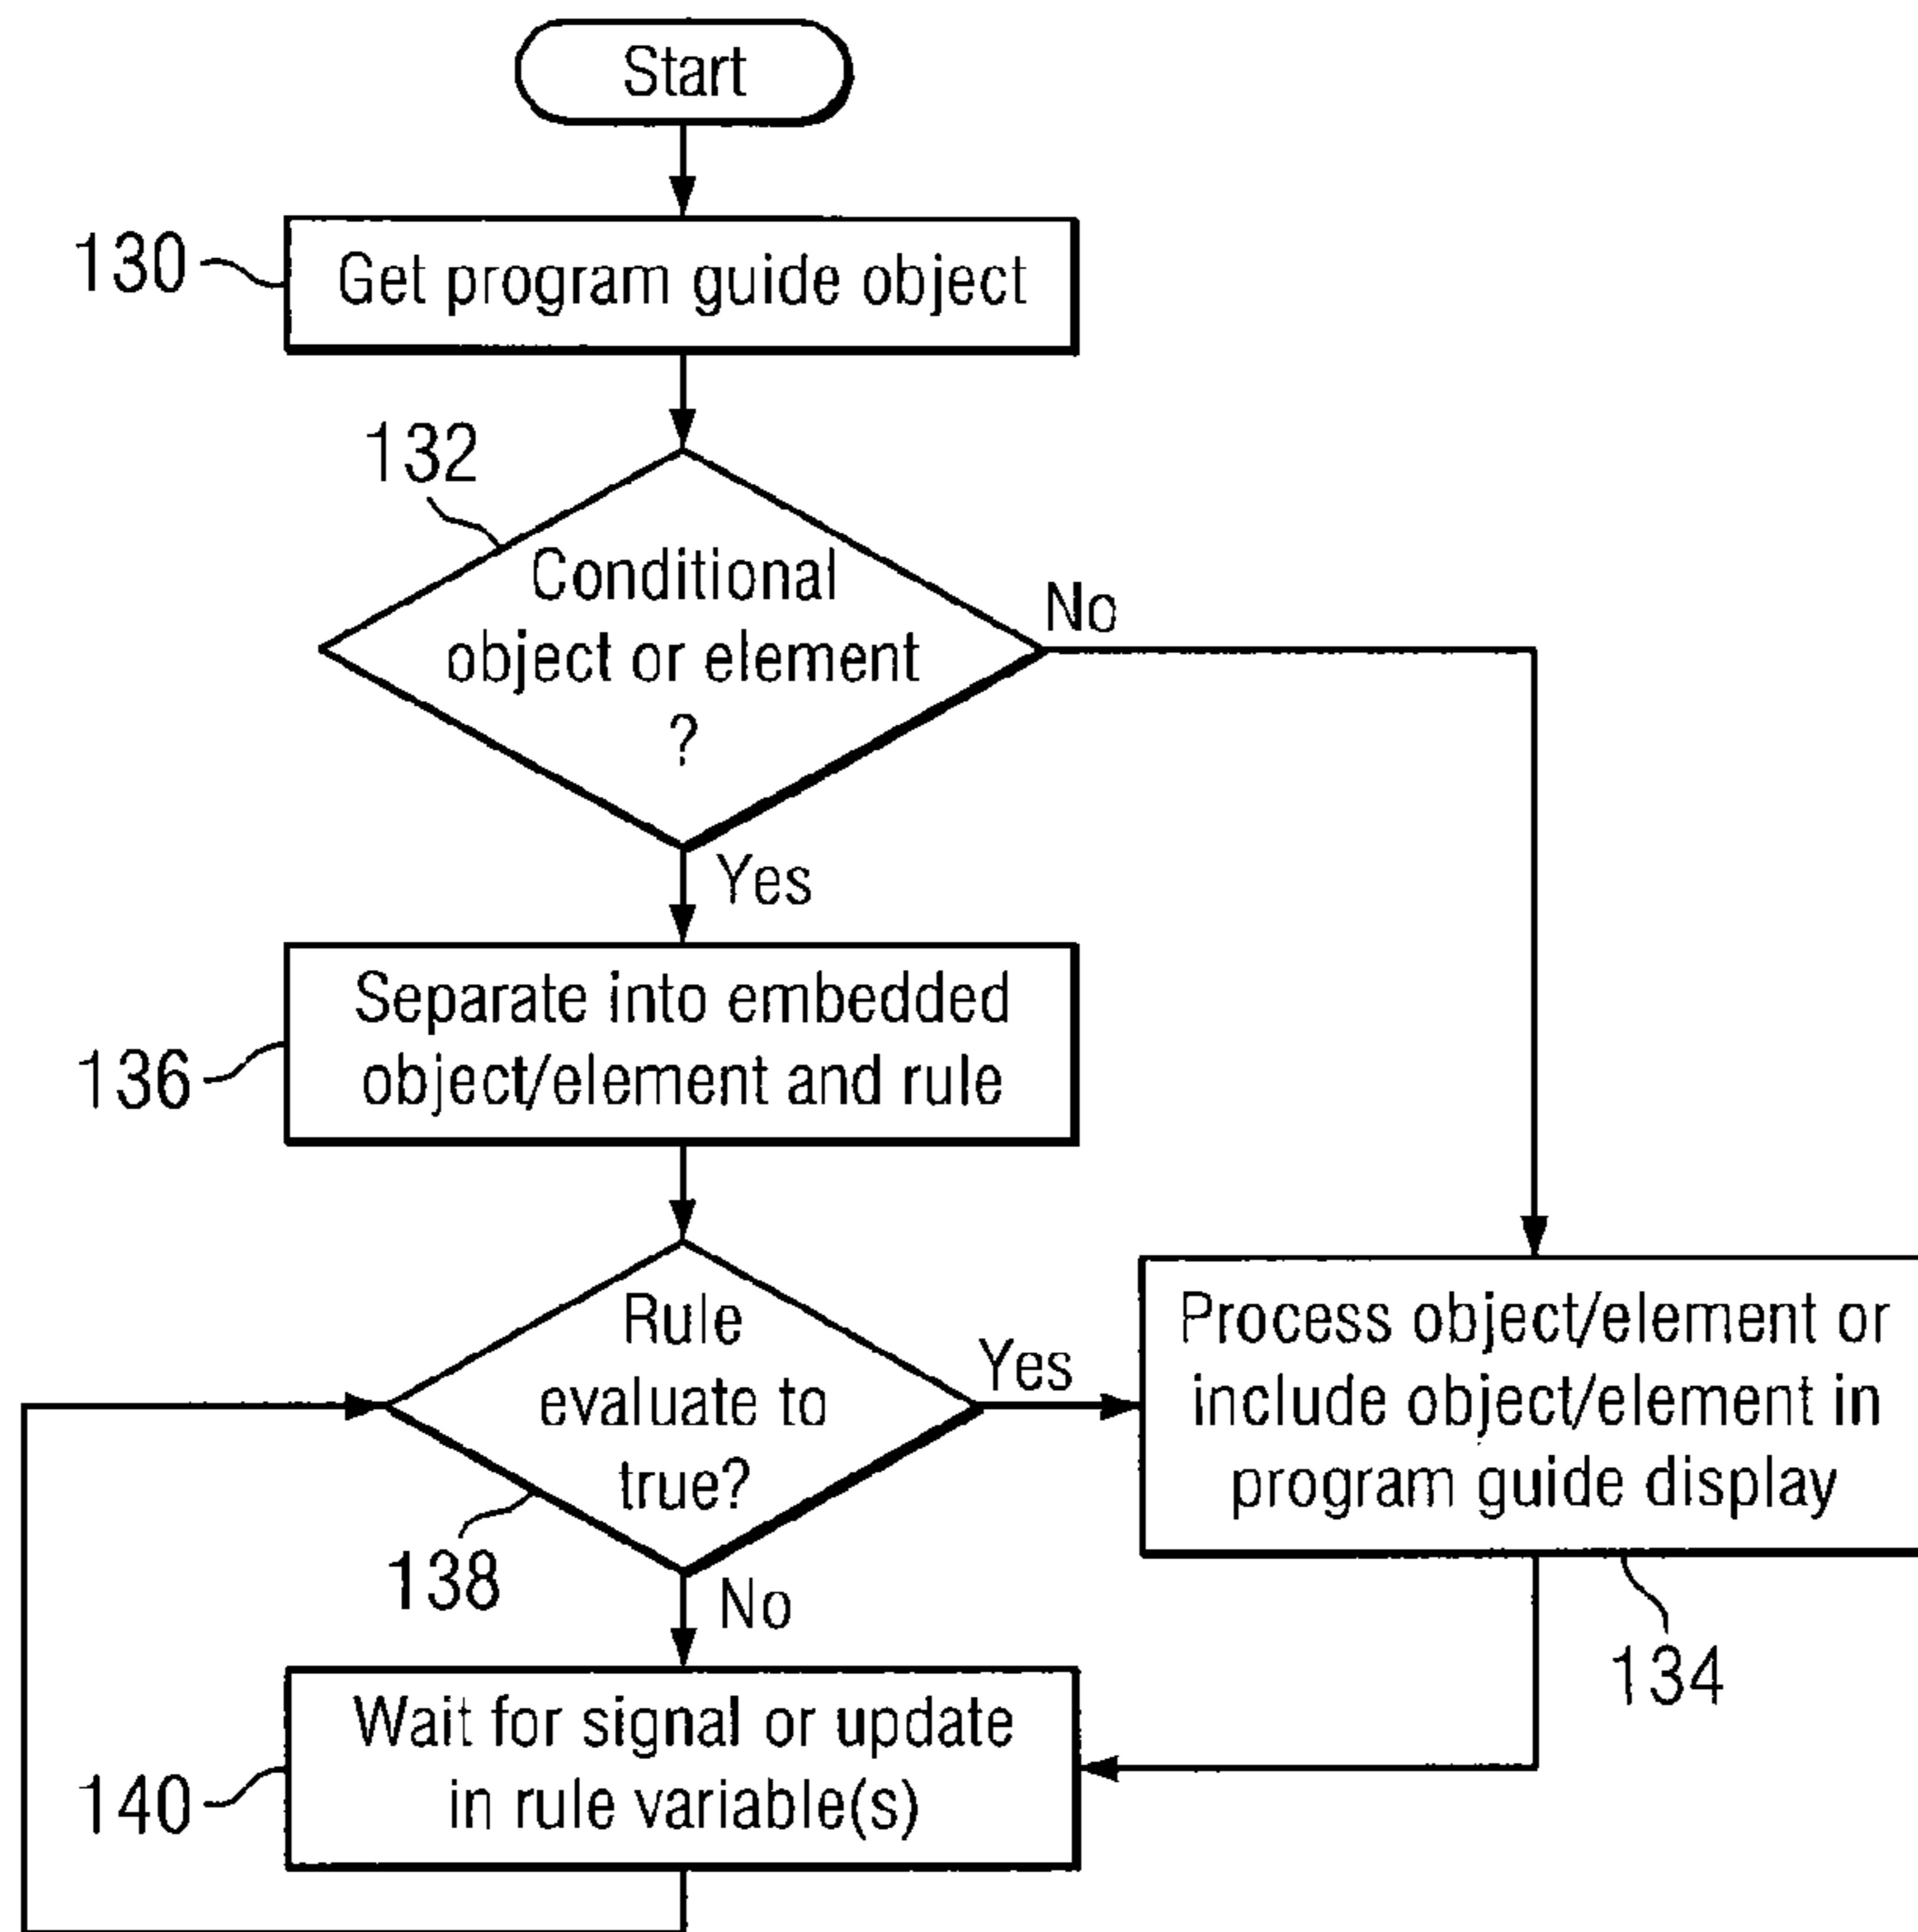 Start
130
Get program guide object
132
Conditional
object or element
?
No
Yes
Separate into embedded
object/element and rule
136
Rule
evaluate to
true?
Yes
Process object/element or
include object/element in
program guide display
138
No
134
Wait for signal or update
in rule variable(s)
140